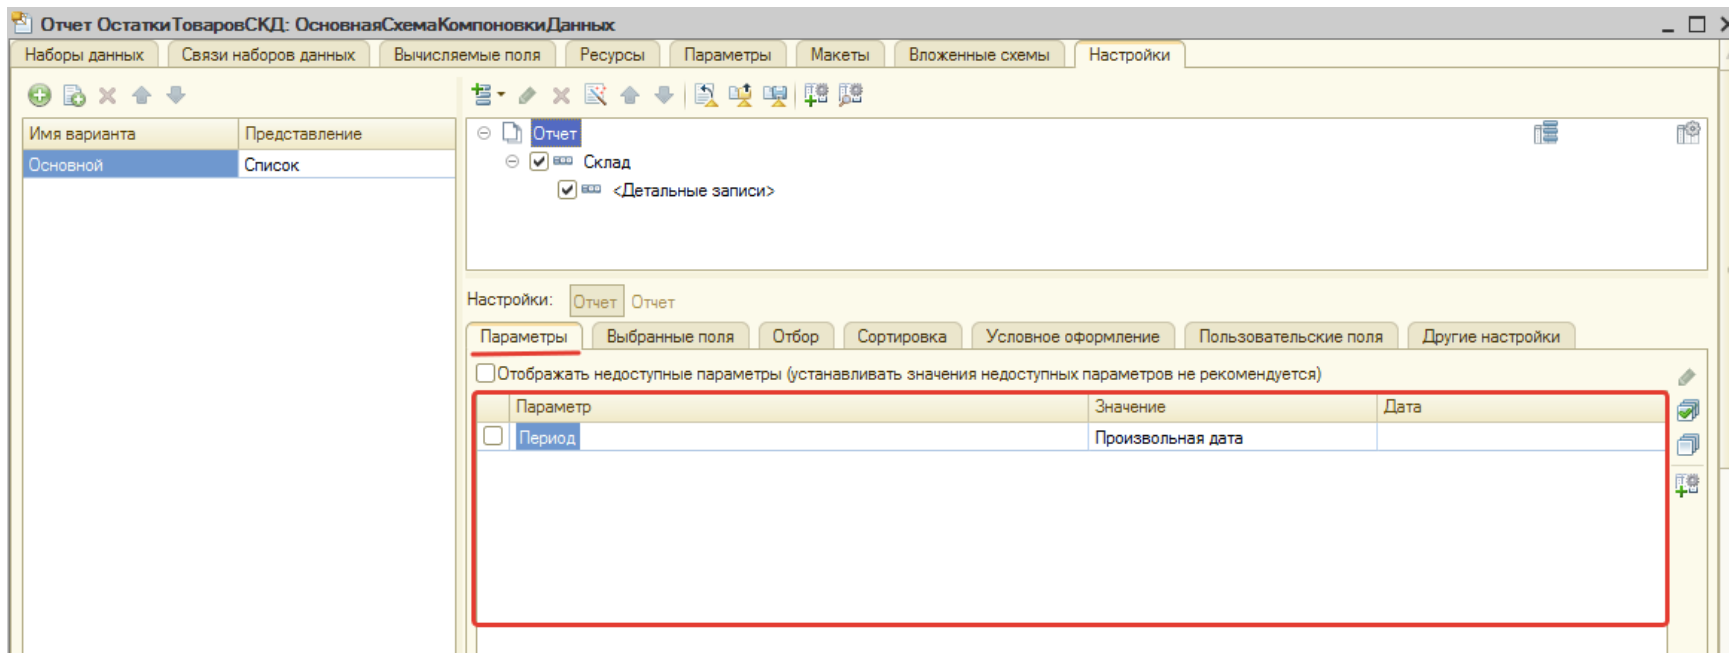 Отчет ОстаткиТоваровСКД: ОсновнаяСхемаКомпоновкиДанных
Наборы данных Связи наборов данных Вычисляемые поля Ресурсы Параметры Макеты Вложенные схемы Настройки
Имя варианта Представление
Основной Список
Отчет
Склад
<Детальные записи>
Настройки: Отчет Отчет
Параметры Выбранные поля Отбор Сортировка Условное оформление Пользовательские поля Другие настройки
Отображать недоступные параметры (устанавливать значения недоступных параметров не рекомендуется)
Параметр Значение Дата
Период Произвольная дата